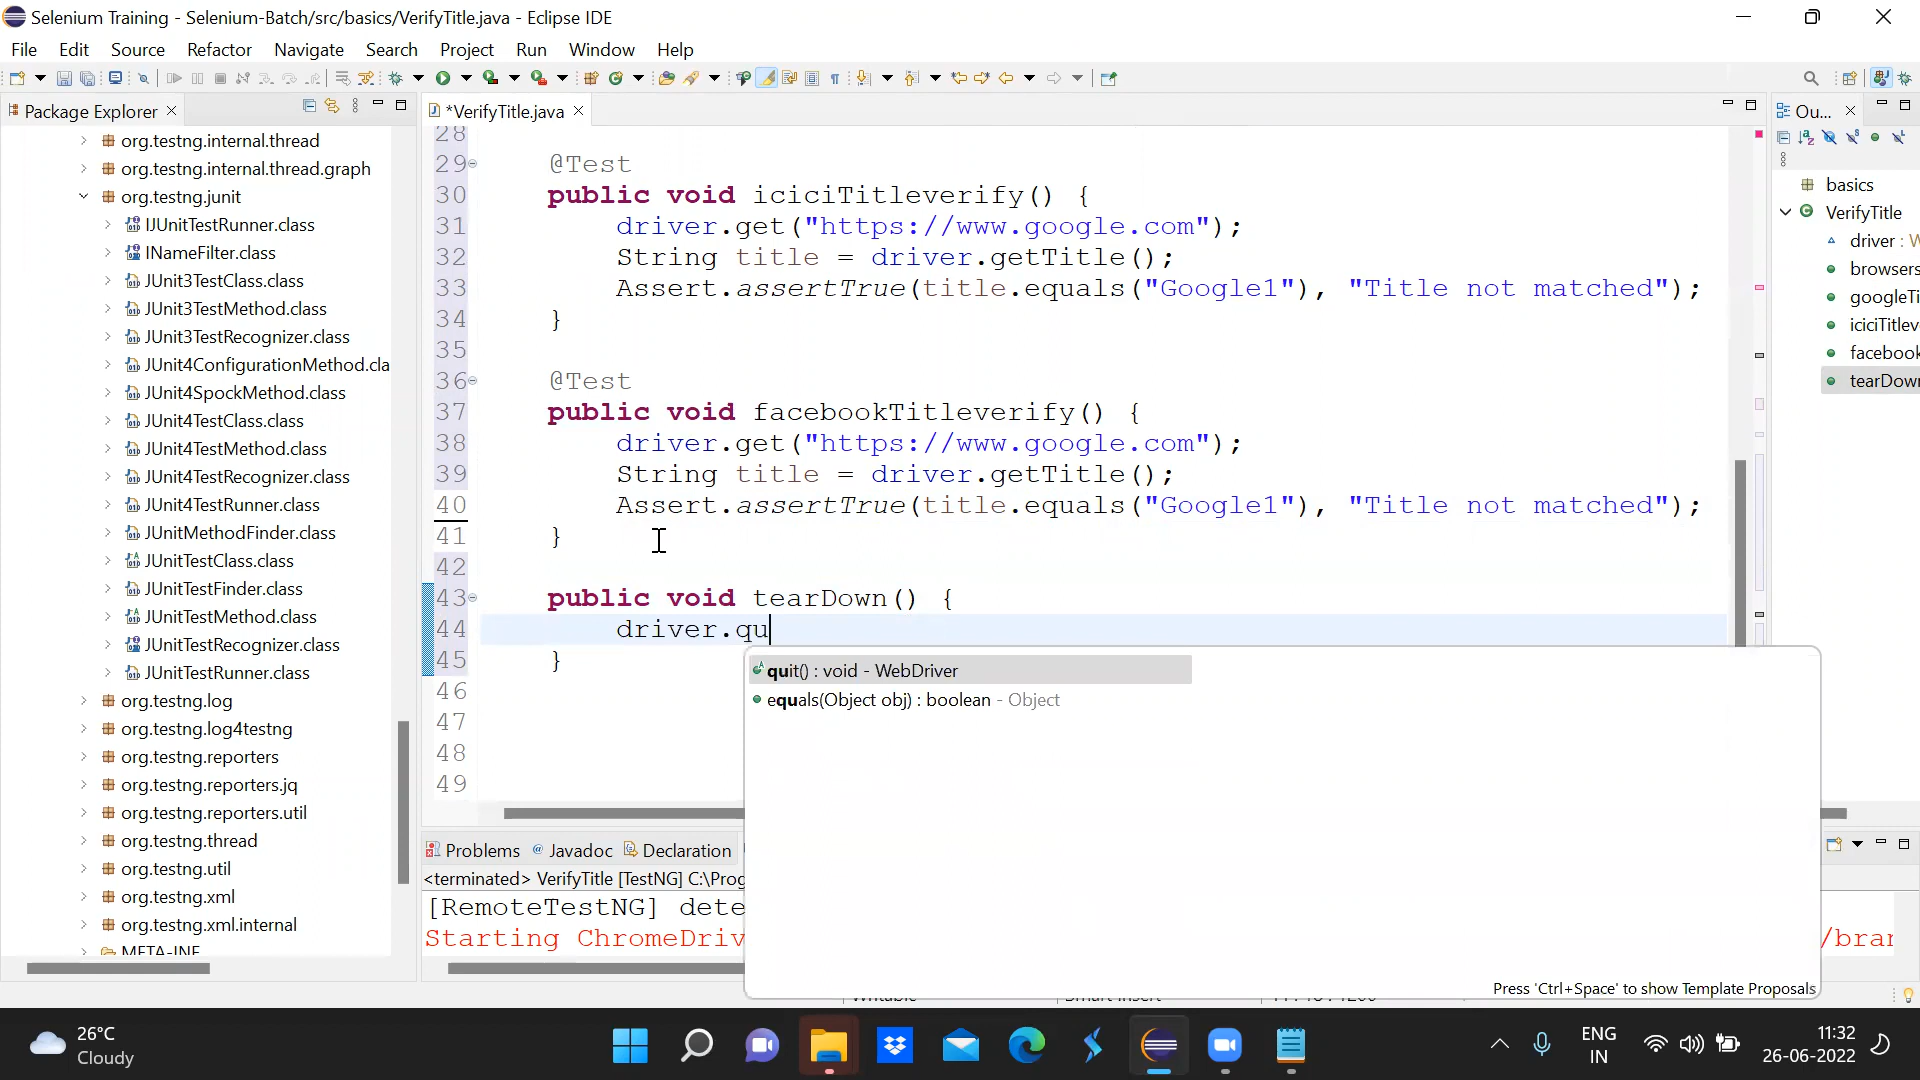 Selenium Training - Selenium-Batch/src/basics/VerifyTitle.java - Eclipse IDE
File Edit Source Refactor Navigate Search Project Run Window Help
Package Explorer
org.testng.internal.thread
org.testng.internal.thread.graph
org.testng.junit
IJUnitTestRunner.class
INameFilter.class
JUnit3TestClass.class
JUnit3TestMethod.class
JUnit3TestRecognizer.class
JUnit4ConfigurationMethod.cla
JUnit4SpockMethod.class
JUnit4TestClass.class
JUnit4TestMethod.class
JUnit4TestRecognizer.class
JUnit4TestRunner.class
JUnitMethodFinder.class
JUnitTestClass.class
JUnitTestFinder.class
JUnitTestMethod.class
JUnitTestRecognizer.class
JUnitTestRunner.class
org.testng.log
org.testng.log4testng
org.testng.reporters
org.testng.reporters.jq
org.testng.reporters.util
org.testng.thread
org.testng.util
org.testng.xml
org.testng.xml.internal
META-INF
*VerifyTitle.java
28
29 @Test
30 public void iciciTitleverify() {
31 driver.get("https://www.google.com");
32 String title = driver.getTitle();
33 Assert.assertTrue(title.equals("Google1"), "Title not matched");
34 }
35
36 @Test
37 public void facebookTitleverify() {
38 driver.get("https://www.google.com");
39 String title = driver.getTitle();
40 Assert.assertTrue(title.equals("Google1"), "Title not matched");
41 }
42
43 public void tearDown() {
44 driver.qu
45 }
46
47
48
49
quit() : void - WebDriver
equals(Object obj) : boolean - Object
Press 'Ctrl+Space' to show Template Proposals
Ou...
basics
VerifyTitle
driver : W
browsers
googleTi
iciciTitlev
facebook
tearDown
Problems Javadoc Declaration
<terminated> VerifyTitle [TestNG] C:\Prog
[RemoteTestNG] dete
Starting ChromeDriv
/bran
26°C
Cloudy
ENG
IN
11:32
26-06-2022